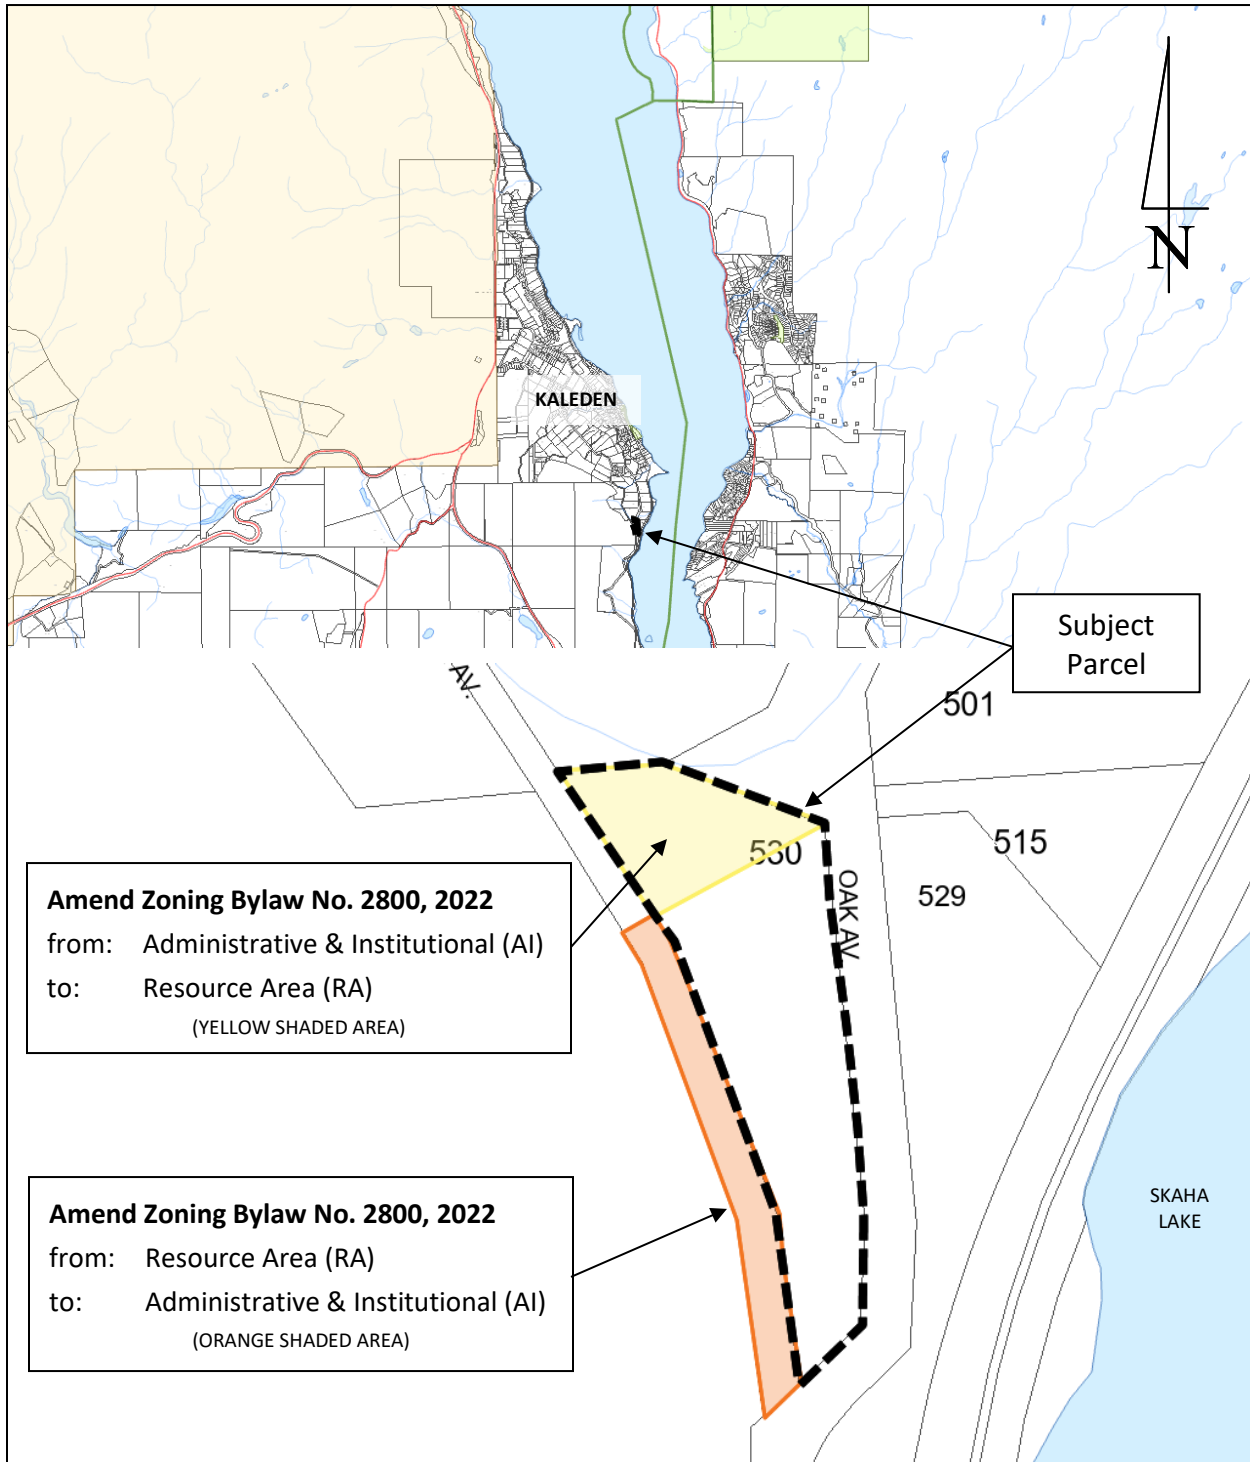 N
KALEDEN
Subject
Parcel
AV.
501
530
515
OAK AV.
529
Amend Zoning Bylaw No. 2800, 2022
from: Administrative & Institutional (AI)
to: Resource Area (RA)
(YELLOW SHADED AREA)
Amend Zoning Bylaw No. 2800, 2022
from: Resource Area (RA)
to: Administrative & Institutional (AI)
(ORANGE SHADED AREA)
SKAHA
LAKE